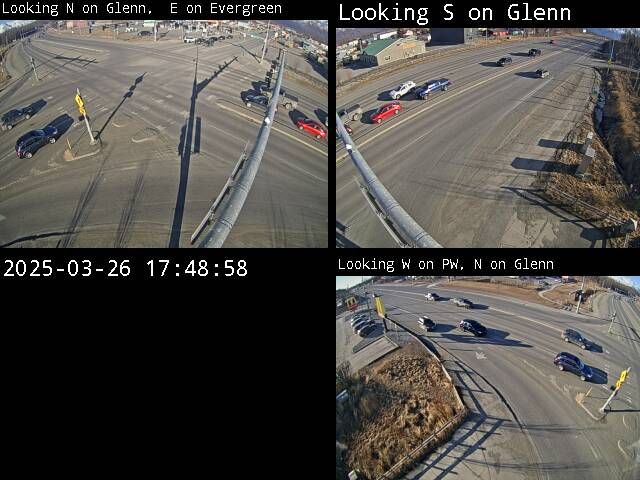 Looking N on Glenn, E on Evergreen
Looking S on Glenn
2025-03-26 17:48:58
Looking W on PW, N on Glenn